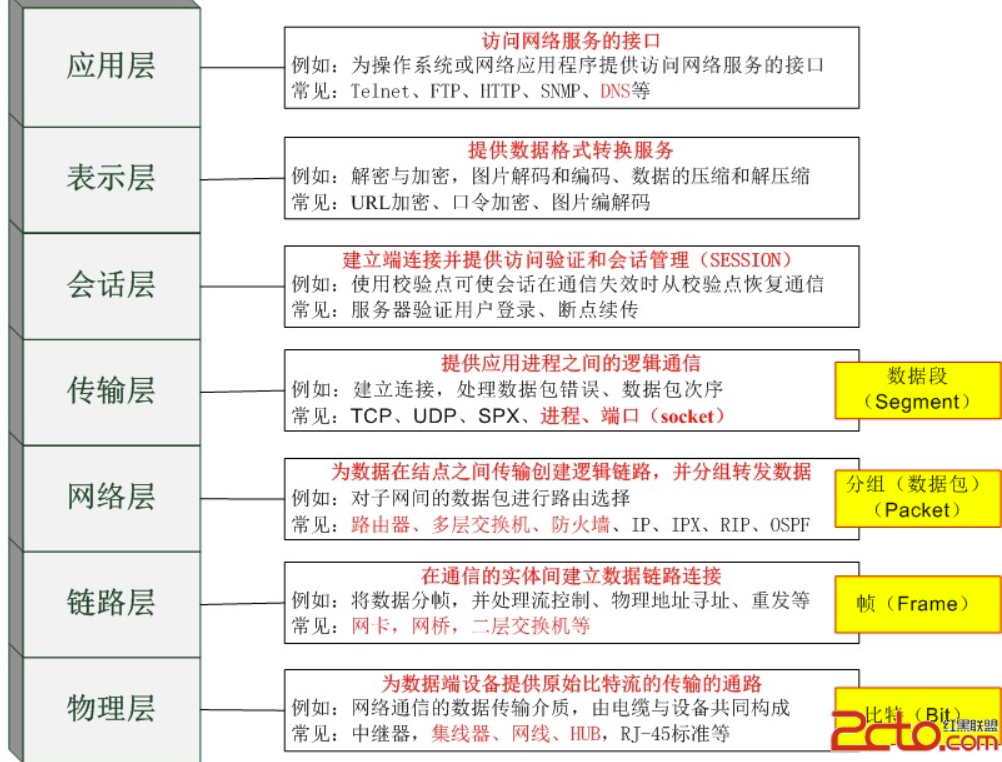 应用层
访问网络服务的接口
例如：为操作系统或网络应用程序提供访问网络服务的接口
常见：Telnet、FTP、HTTP、SNMP、DNS等
表示层
提供数据格式转换服务
例如：解密与加密，图片解码和编码、数据的压缩和解压缩
常见：URL加密、口令加密、图片编解码
会话层
建立端连接并提供访问验证和会话管理（SESSION）
例如：使用校验点可使会话在通信失效时从校验点恢复通信
常见：服务器验证用户登录、断点续传
传输层
提供应用进程之间的逻辑通信
例如：建立连接，处理数据包错误、数据包次序
常见：TCP、UDP、SPX、进程、端口（socket）
数据段
（Segment）
网络层
为数据在结点之间传输创建逻辑链路，并分组转发数据
例如：对子网间的数据包进行路由选择
常见：路由器、多层交换机、防火墙、IP、IPX、RIP、OSPF
分组（数据包）
（Packet）
链路层
在通信的实体间建立数据链路连接
例如：将数据分帧，并处理流控制、物理地址寻址、重发等
常见：网卡，网桥，二层交换机等
帧（Frame）
物理层
为数据端设备提供原始比特流的传输的通路
例如：网络通信的数据传输介质，由电缆与设备共同构成
常见：中继器，集线器、网线、HUB，RJ-45标准等
比特（Bit）
红黑联盟
2cto.com